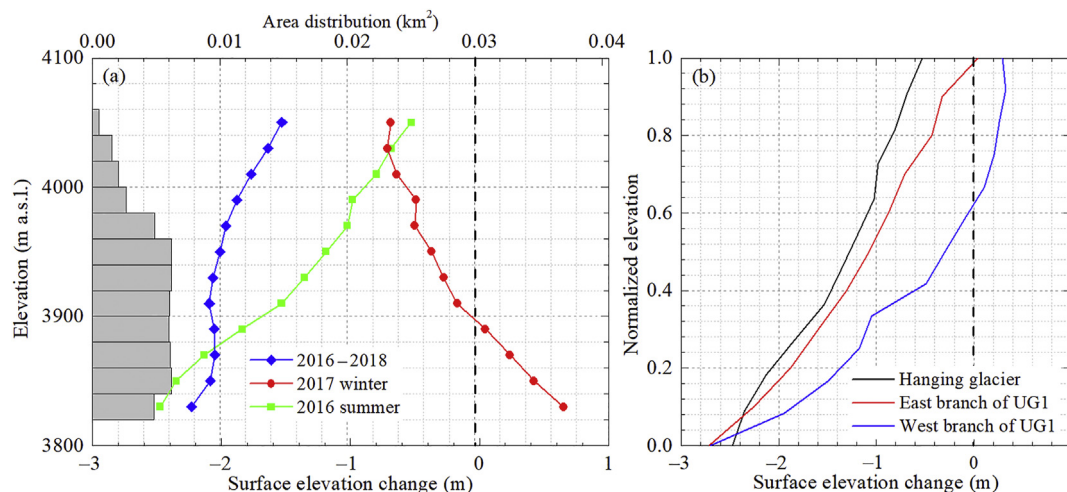 Area distribution (km²)
0.00 0.01 0.02 0.03 0.04
(a)
4100
4000
3900
3800
Elevation (m a.s.l.)
2016–2018
2017 winter
2016 summer
−3 −2 −1 0 1
Surface elevation change (m)
(b)
1.0
0.8
0.6
0.4
0.2
0.0
Normalized elevation
Hanging glacier
East branch of UG1
West branch of UG1
−3 −2 −1 0 1
Surface elevation change (m)